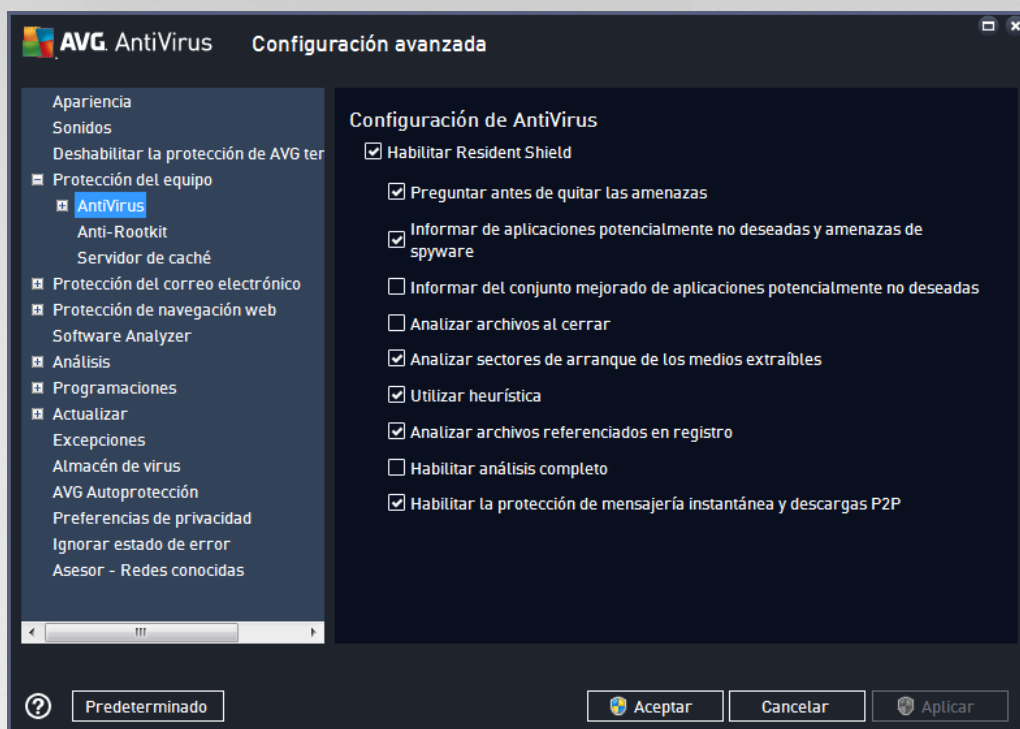 AVG. AntiVirus
Configuración avanzada
Apariencia
Sonidos
Deshabilitar la protección de AVG ter
Protección del equipo
AntiVirus
Anti-Rootkit
Servidor de caché
Protección del correo electrónico
Protección de navegación web
Software Analyzer
Análisis
Programaciones
Actualizar
Excepciones
Almacén de virus
AVG Autoprotección
Preferencias de privacidad
Ignorar estado de error
Asesor - Redes conocidas
Configuración de AntiVirus
Habilitar Resident Shield
Preguntar antes de quitar las amenazas
Informar de aplicaciones potencialmente no deseadas y amenazas de
spyware
Informar del conjunto mejorado de aplicaciones potencialmente no deseadas
Analizar archivos al cerrar
Analizar sectores de arranque de los medios extraíbles
Utilizar heurística
Analizar archivos referenciados en registro
Habilitar análisis completo
Habilitar la protección de mensajería instantánea y descargas P2P
?
Predeterminado
Aceptar
Cancelar
Aplicar